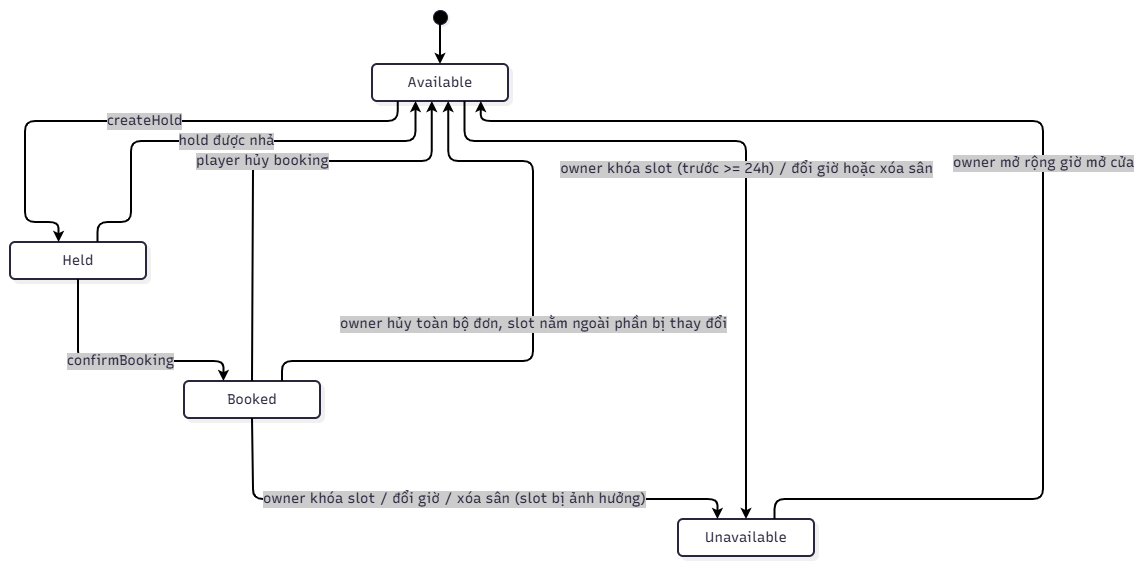 Available
createHold
hold được nhả
player hủy booking
owner khóa slot (trước >= 24h) / đổi giờ hoặc xóa sân
owner mở rộng giờ mở cửa
Held
owner hủy toàn bộ đơn, slot nằm ngoài phần bị thay đổi
confirmBooking
Booked
owner khóa slot / đổi giờ / xóa sân (slot bị ảnh hưởng)
Unavailable